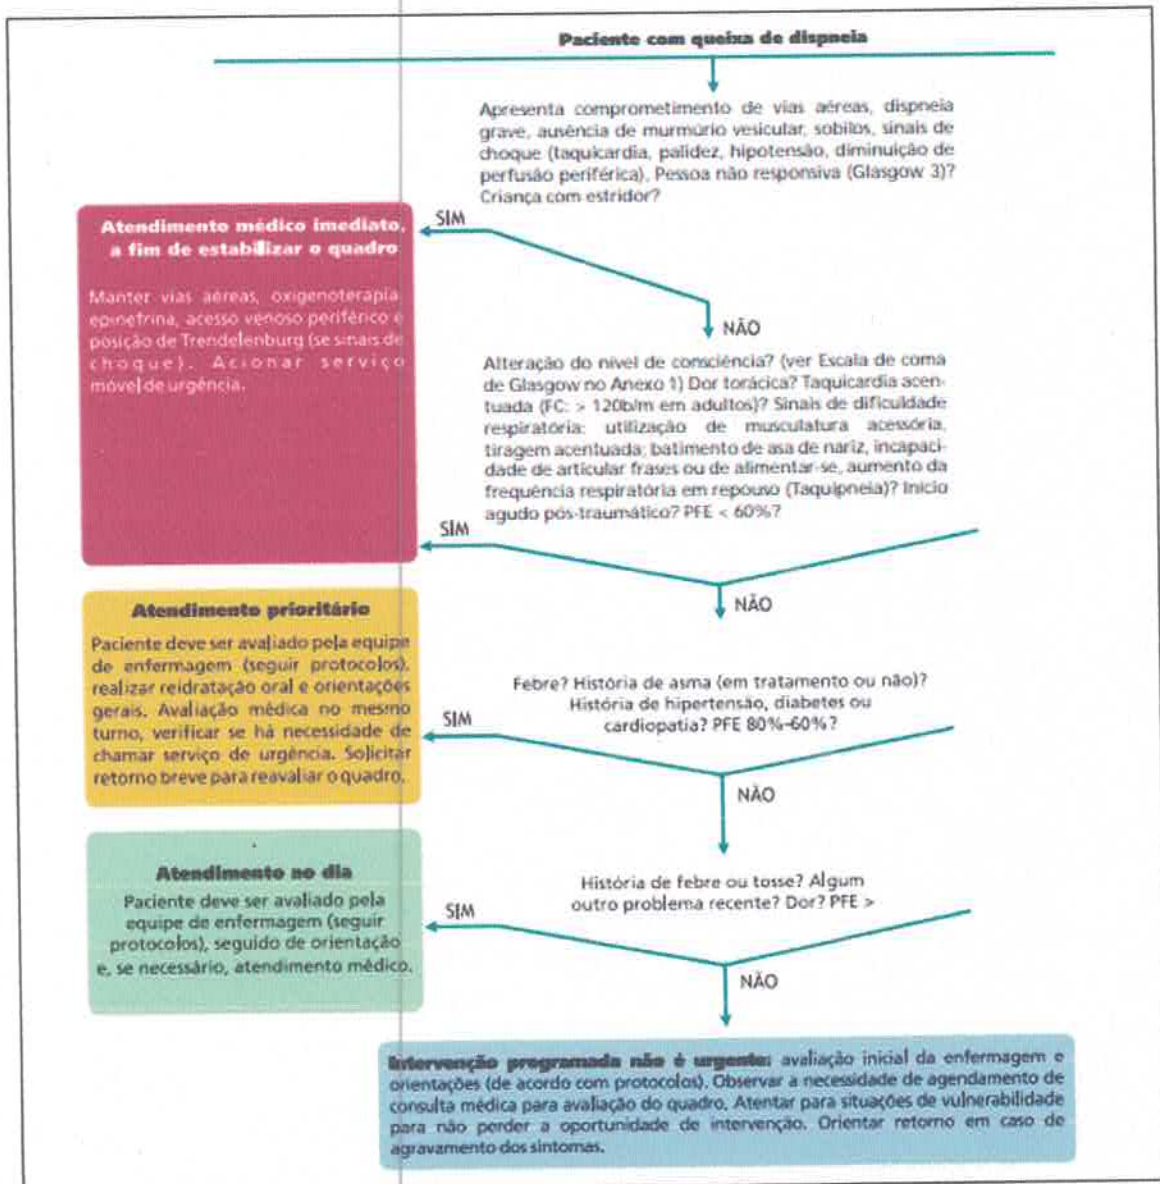 Paciente com queixa de dispneia
Apresenta comprometimento de vias aéreas, dispneia
grave, ausência de murmúrio vesicular, sobilos, sinais de
choque (taquicardia, palidez, hipotensão, diminuição de
perfusão periférica), Pessoa não responsiva (Glasgow 3)?
Criança com estridor?
SIM
Atendimento médico imediato,
a fim de estabilizar o quadro
Manter vias aéreas, oxigenoterapia
epinefrina, acesso venoso periférico e
posição de Trendelenburg (se sinais de
choque). Acionar serviço
móvel de urgência.
NÃO
Alteração do nível de consciência? (ver Escala de coma
de Glasgow no Anexo 1) Dor torácica? Taquicardia acen-
tuada (FC: > 120b/m em adultos)? Sinais de dificuldade
respiratória: utilização de musculatura acessória,
tiragem acentuada; batimento de asa de nariz, incapaci-
dade de articular frases ou de alimentar-se, aumento da
frequência respiratória em repouso (Taquipneia)? Início
agudo pós-traumático? PFE < 60%?
SIM
NÃO
Atendimento prioritário
Paciente deve ser avaliado pela equipe
de enfermagem (seguir protocolos),
realizar reidratação oral e orientações
gerais. Avaliação médica no mesmo
turno, verificar se há necessidade de
chamar serviço de urgência. Solicitar
retorno breve para reavaliar o quadro.
Febre? História de asma (em tratamento ou não)?
História de hipertensão, diabetes ou
cardiopatia? PFE 80%-60%?
SIM
NÃO
Atendimento no dia
Paciente deve ser avaliado pela
equipe de enfermagem (seguir
protocolos), seguido de orientação
e, se necessário, atendimento médico.
História de febre ou tosse? Algum
outro problema recente? Dor? PFE >
SIM
NÃO
Intervenção programada não é urgente: avaliação inicial da enfermagem e
orientações (de acordo com protocolos). Observar a necessidade de agendamento de
consulta médica para avaliação do quadro. Atentar para situações de vulnerabilidade
para não perder a oportunidade de intervenção. Orientar retorno em caso de
agravamento dos sintomas.